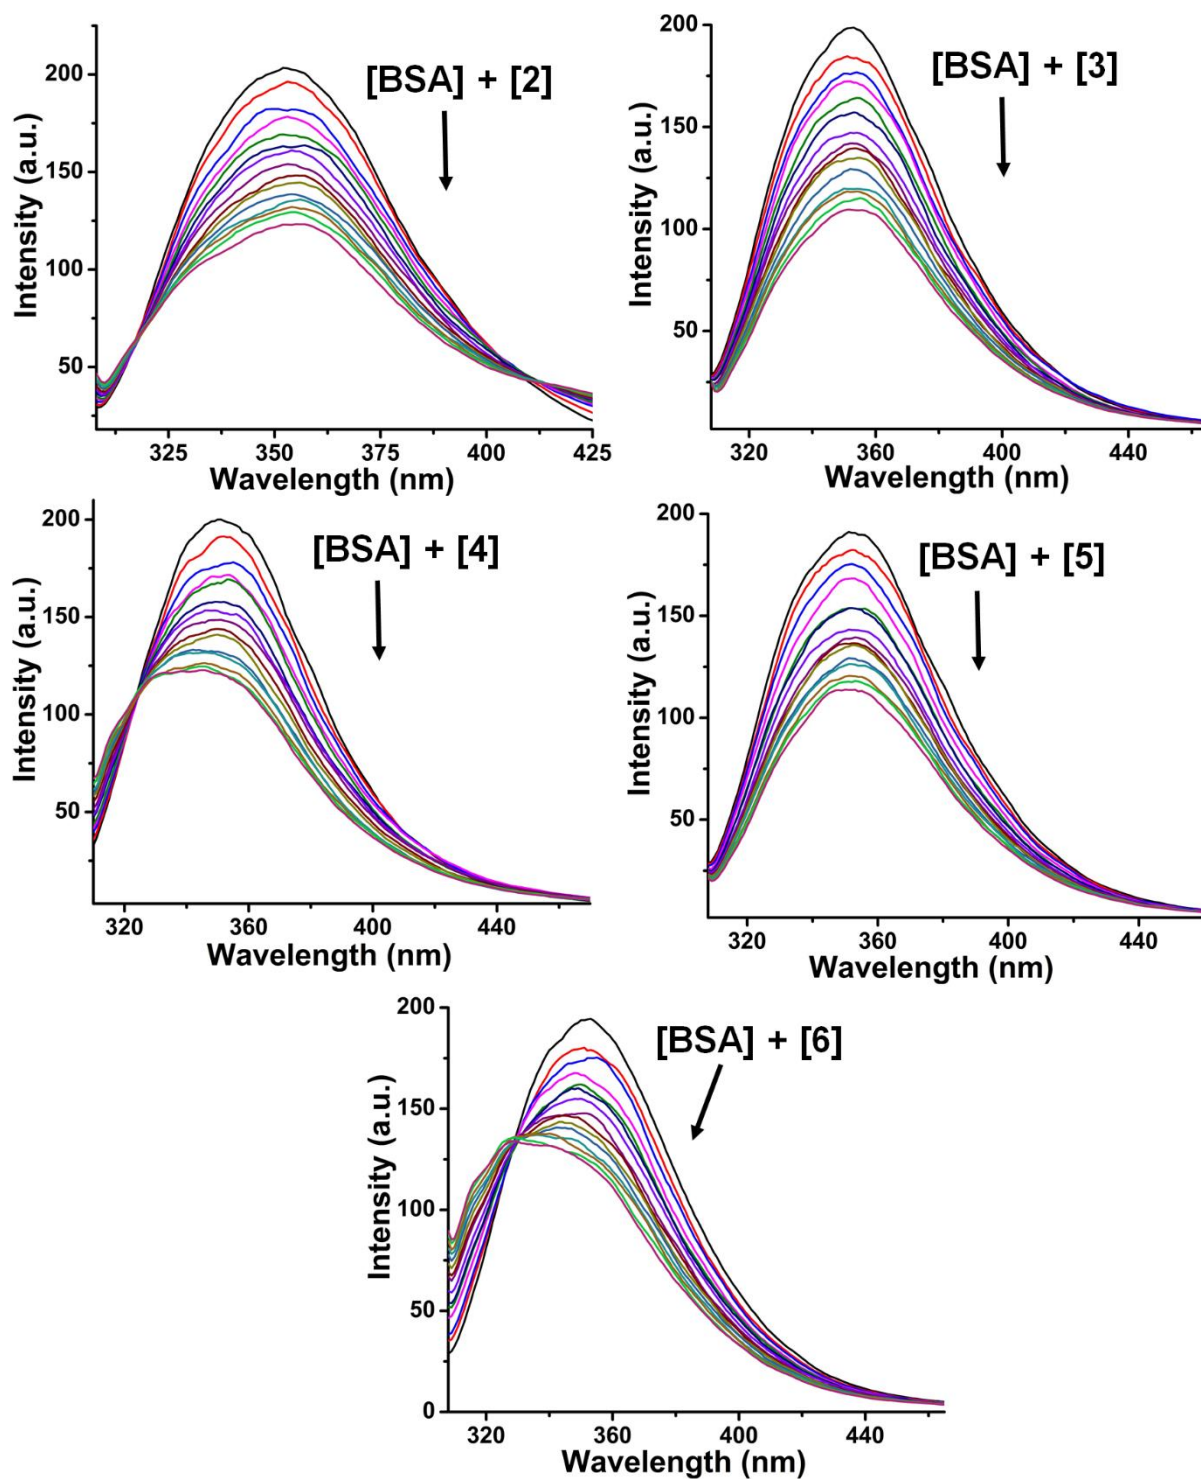 [BSA] + [2]
Intensity (a.u.)
200
150
100
50
325
350
375
400
425
Wavelength (nm)
[BSA] + [3]
Intensity (a.u.)
200
150
100
50
320
360
400
440
Wavelength (nm)
[BSA] + [4]
Intensity (a.u.)
200
150
100
50
320
360
400
440
Wavelength (nm)
[BSA] + [5]
Intensity (a.u.)
200
150
100
50
320
360
400
440
Wavelength (nm)
[BSA] + [6]
Intensity (a.u.)
200
150
100
50
0
320
360
400
440
Wavelength (nm)